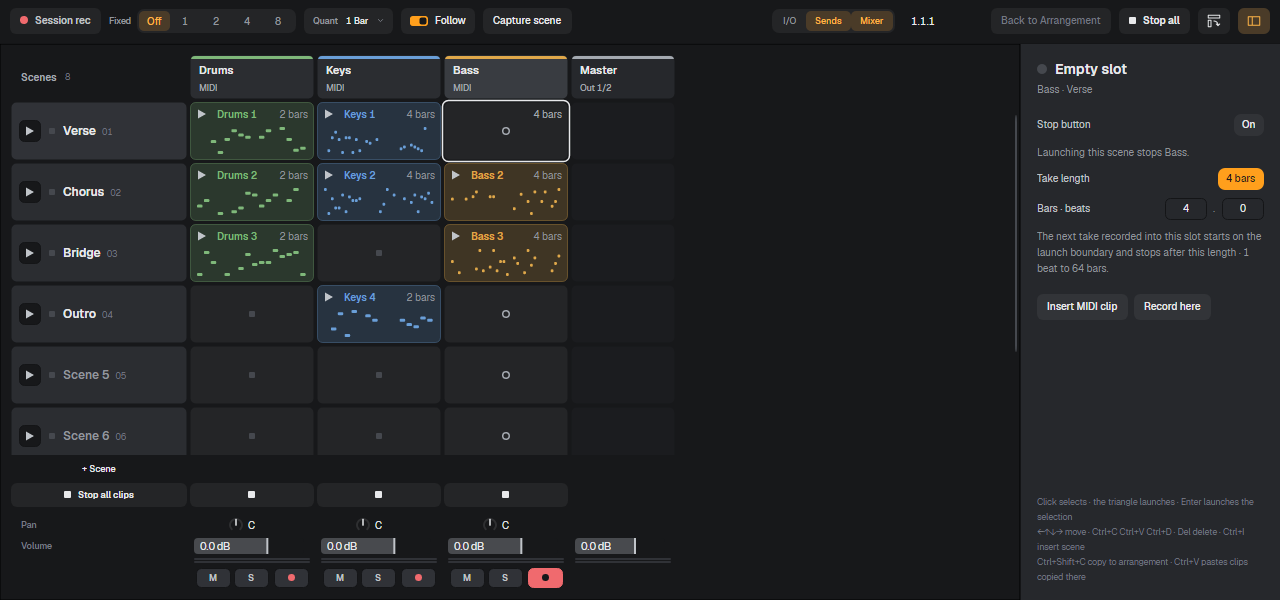 Session rec Fixed Off 1 2 4 8 Quant 1 Bar Follow Capture scene I/O Sends Mixer 1.1.1 Back to Arrangement Stop all
Scenes 8
Drums
MIDI
Keys
MIDI
Bass
MIDI
Master
Out 1/2
Verse 01
Drums 1 2 bars
Keys 1 4 bars
4 bars
Chorus 02
Drums 2 2 bars
Keys 2 4 bars
Bass 2 4 bars
Bridge 03
Drums 3 2 bars
Bass 3 4 bars
Outro 04
Keys 4 2 bars
Scene 5 05
Scene 6 06
+ Scene
Stop all clips
Pan C C C
Volume 0.0 dB 0.0 dB 0.0 dB 0.0 dB
M S M S M S
Empty slot
Bass · Verse
Stop button On
Launching this scene stops Bass.
Take length 4 bars
Bars · beats 4 . 0
The next take recorded into this slot starts on the
launch boundary and stops after this length · 1
beat to 64 bars.
Insert MIDI clip Record here
Click selects · the triangle launches · Enter launches the
selection
←↑↓→ move · Ctrl+C Ctrl+V Ctrl+D · Del delete · Ctrl+I
insert scene
Ctrl+Shift+C copy to arrangement · Ctrl+V pastes clips
copied there